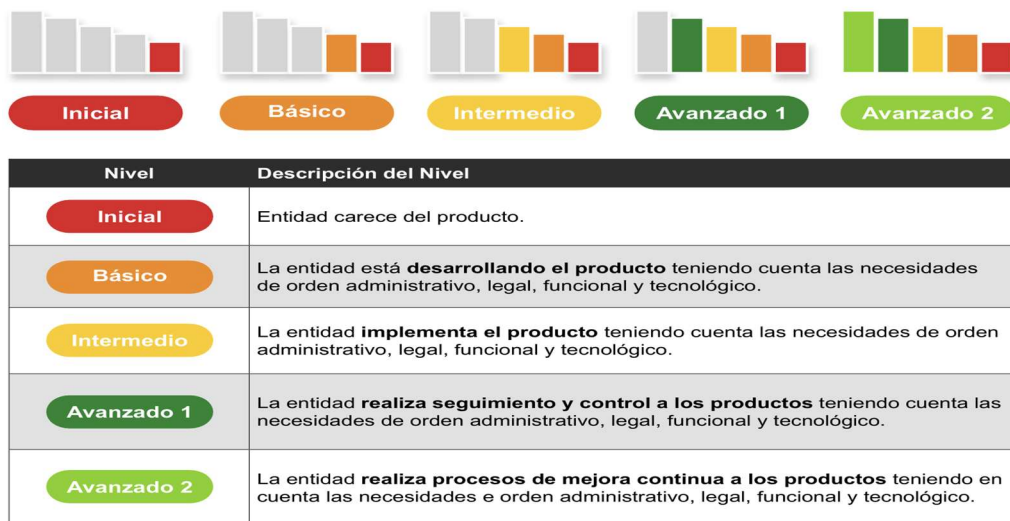 Inicial
Básico
Intermedio
Avanzado 1
Avanzado 2
Nivel
Descripción del Nivel
Inicial
Entidad carece del producto.
Básico
La entidad está desarrollando el producto teniendo cuenta las necesidades
de orden administrativo, legal, funcional y tecnológico.
Intermedio
La entidad implementa el producto teniendo cuenta las necesidades de orden
administrativo, legal, funcional y tecnológico.
Avanzado 1
La entidad realiza seguimiento y control a los productos teniendo cuenta las
necesidades de orden administrativo, legal, funcional y tecnológico.
Avanzado 2
La entidad realiza procesos de mejora continua a los productos teniendo en
cuenta las necesidades e orden administrativo, legal, funcional y tecnológico.